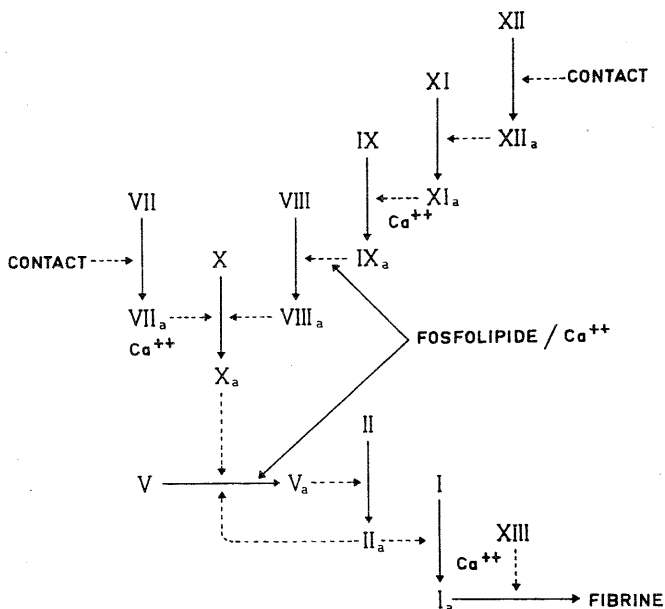 XII
CONTACT
XI
XIIa
IX
XIa
Ca++
VII
VIII
CONTACT
X
IXa
VIIa
VIIIa
Ca++
FOSFOLIPIDE / Ca++
Xa
II
V
Va
I
IIa
XIII
Ca++
Ia
FIBRINE